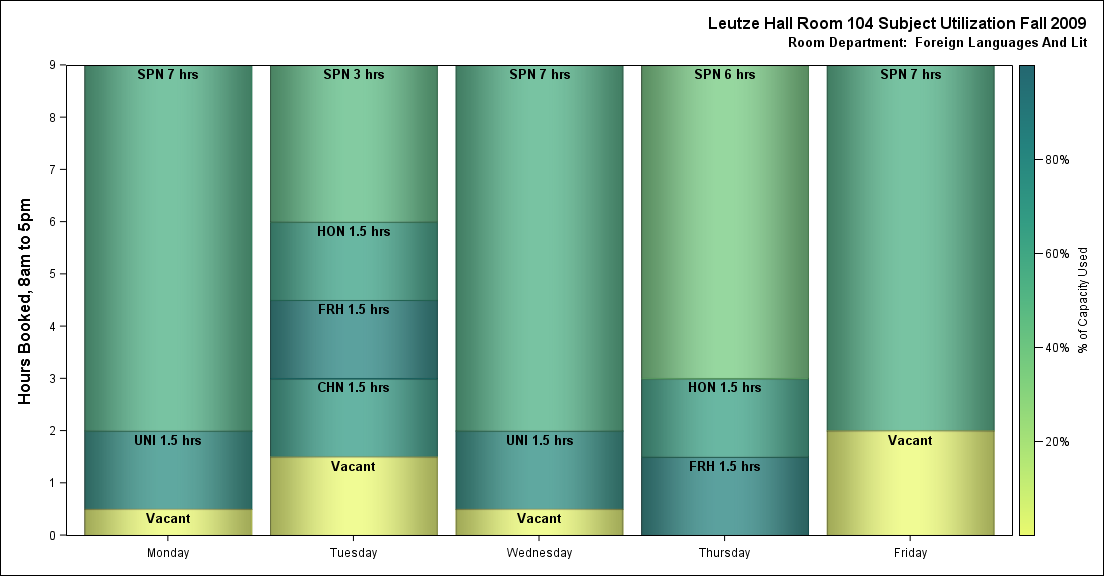 Leutze Hall Room 104 Subject Utilization Fall 2009
Room Department:  Foreign Languages And Lit
Hours Booked, 8am to 5pm
9
8
7
6
5
4
3
2
1
0
SPN 7 hrs
UNI 1.5 hrs
Vacant
SPN 3 hrs
HON 1.5 hrs
FRH 1.5 hrs
CHN 1.5 hrs
Vacant
SPN 7 hrs
UNI 1.5 hrs
Vacant
SPN 6 hrs
HON 1.5 hrs
FRH 1.5 hrs
SPN 7 hrs
Vacant
Monday
Tuesday
Wednesday
Thursday
Friday
80%
60%
40%
20%
% of Capacity Used